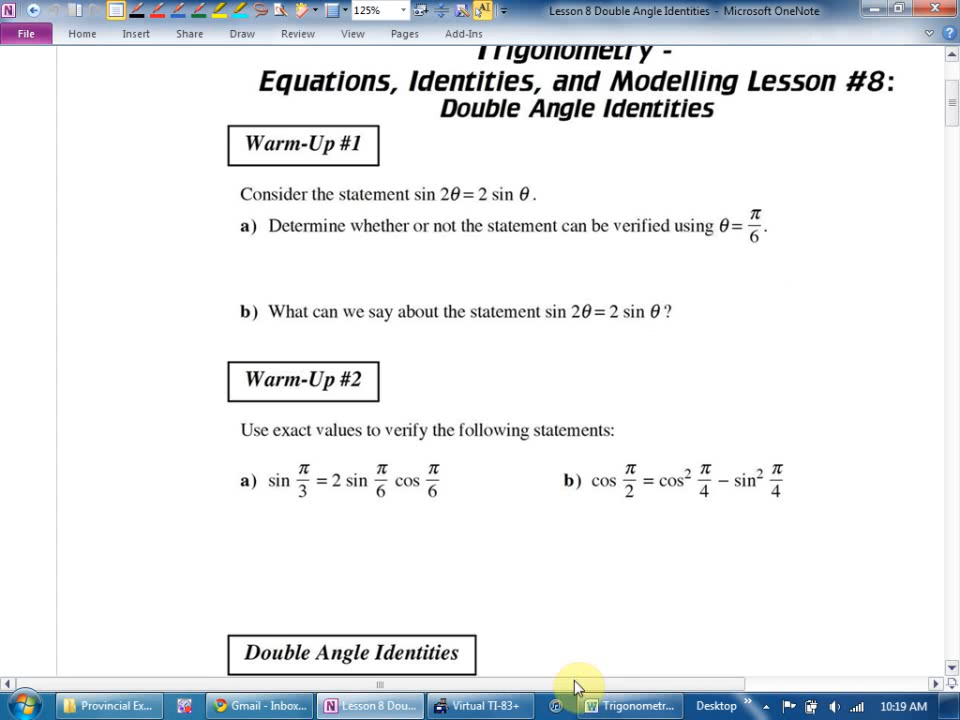 125%
Lesson 8 Double Angle Identities - Microsoft OneNote
File Home Insert Share Draw Review View Pages Add-Ins
Trigonometry -
Equations, Identities, and Modelling Lesson #8:
Double Angle Identities
Warm-Up #1
Consider the statement sin 2θ = 2 sin θ .
a) Determine whether or not the statement can be verified using θ = π/6.
b) What can we say about the statement sin 2θ = 2 sin θ ?
Warm-Up #2
Use exact values to verify the following statements:
a) sin π/3 = 2 sin π/6 cos π/6 b) cos π/2 = cos² π/4 − sin² π/4
Double Angle Identities
Provincial Ex... Gmail - Inbox... Lesson 8 Dou... Virtual TI-83+ Trigonometr... Desktop » 10:19 AM